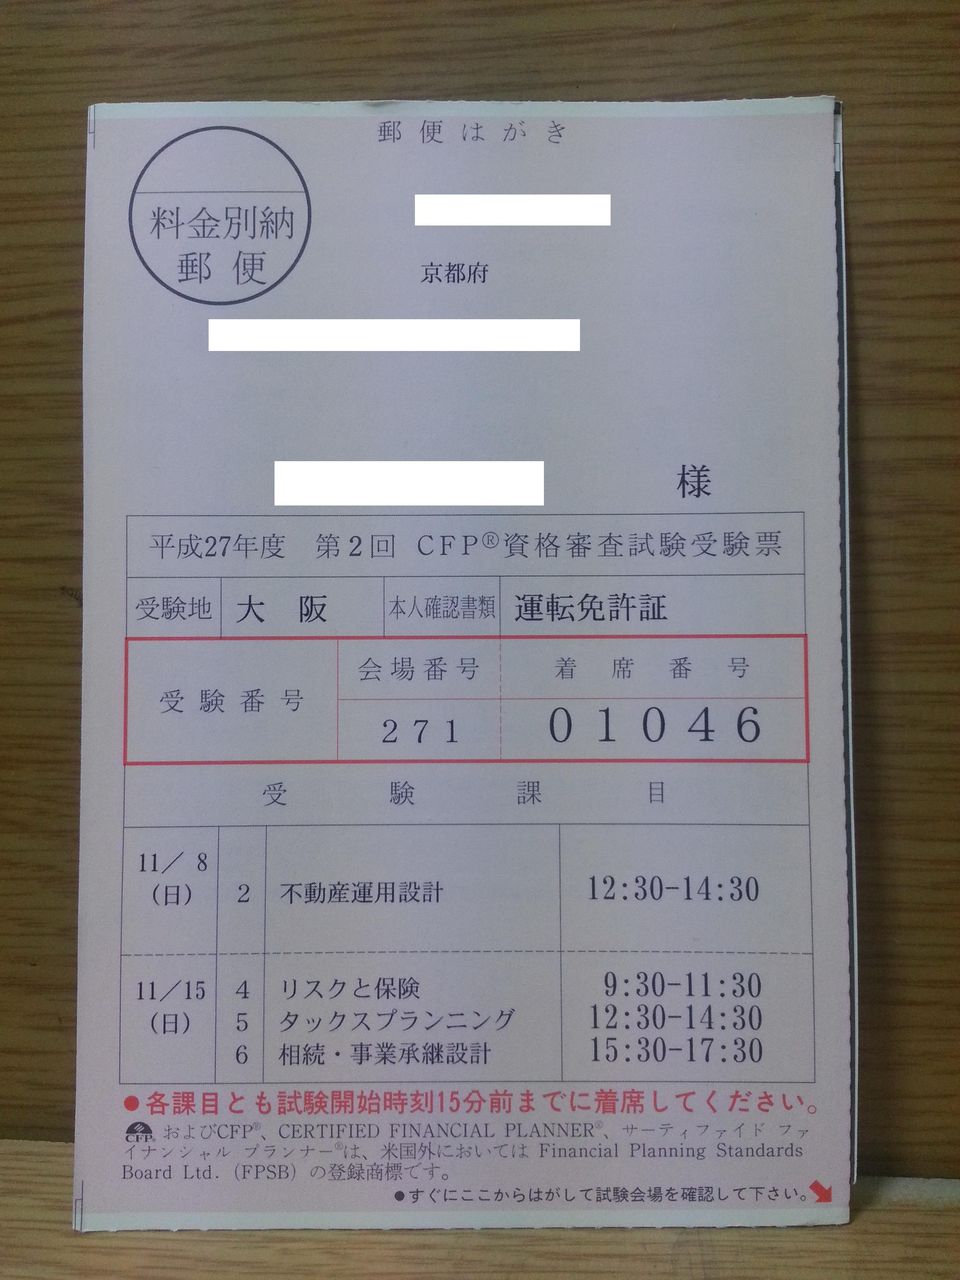 郵便はがき
料金別納
郵便
京都府
様
平成27年度 第2回 CFP®資格審査試験受験票
受験地 大阪 本人確認書類 運転免許証
受験番号 会場番号 着席番号
271 01046
受験課目
11/8
(日) 2 不動産運用設計 12:30-14:30
11/15 4 リスクと保険 9:30-11:30
(日) 5 タックスプランニング 12:30-14:30
6 相続・事業承継設計 15:30-17:30
●各課目とも試験開始時刻15分前までに着席してください。
CFP® およびCFP®、CERTIFIED FINANCIAL PLANNER®、サーティファイド ファ
イナンシャル プランナー®は、米国外においては Financial Planning Standards
Board Ltd. (FPSB) の登録商標です。
●すぐにここからはがして試験会場を確認して下さい。